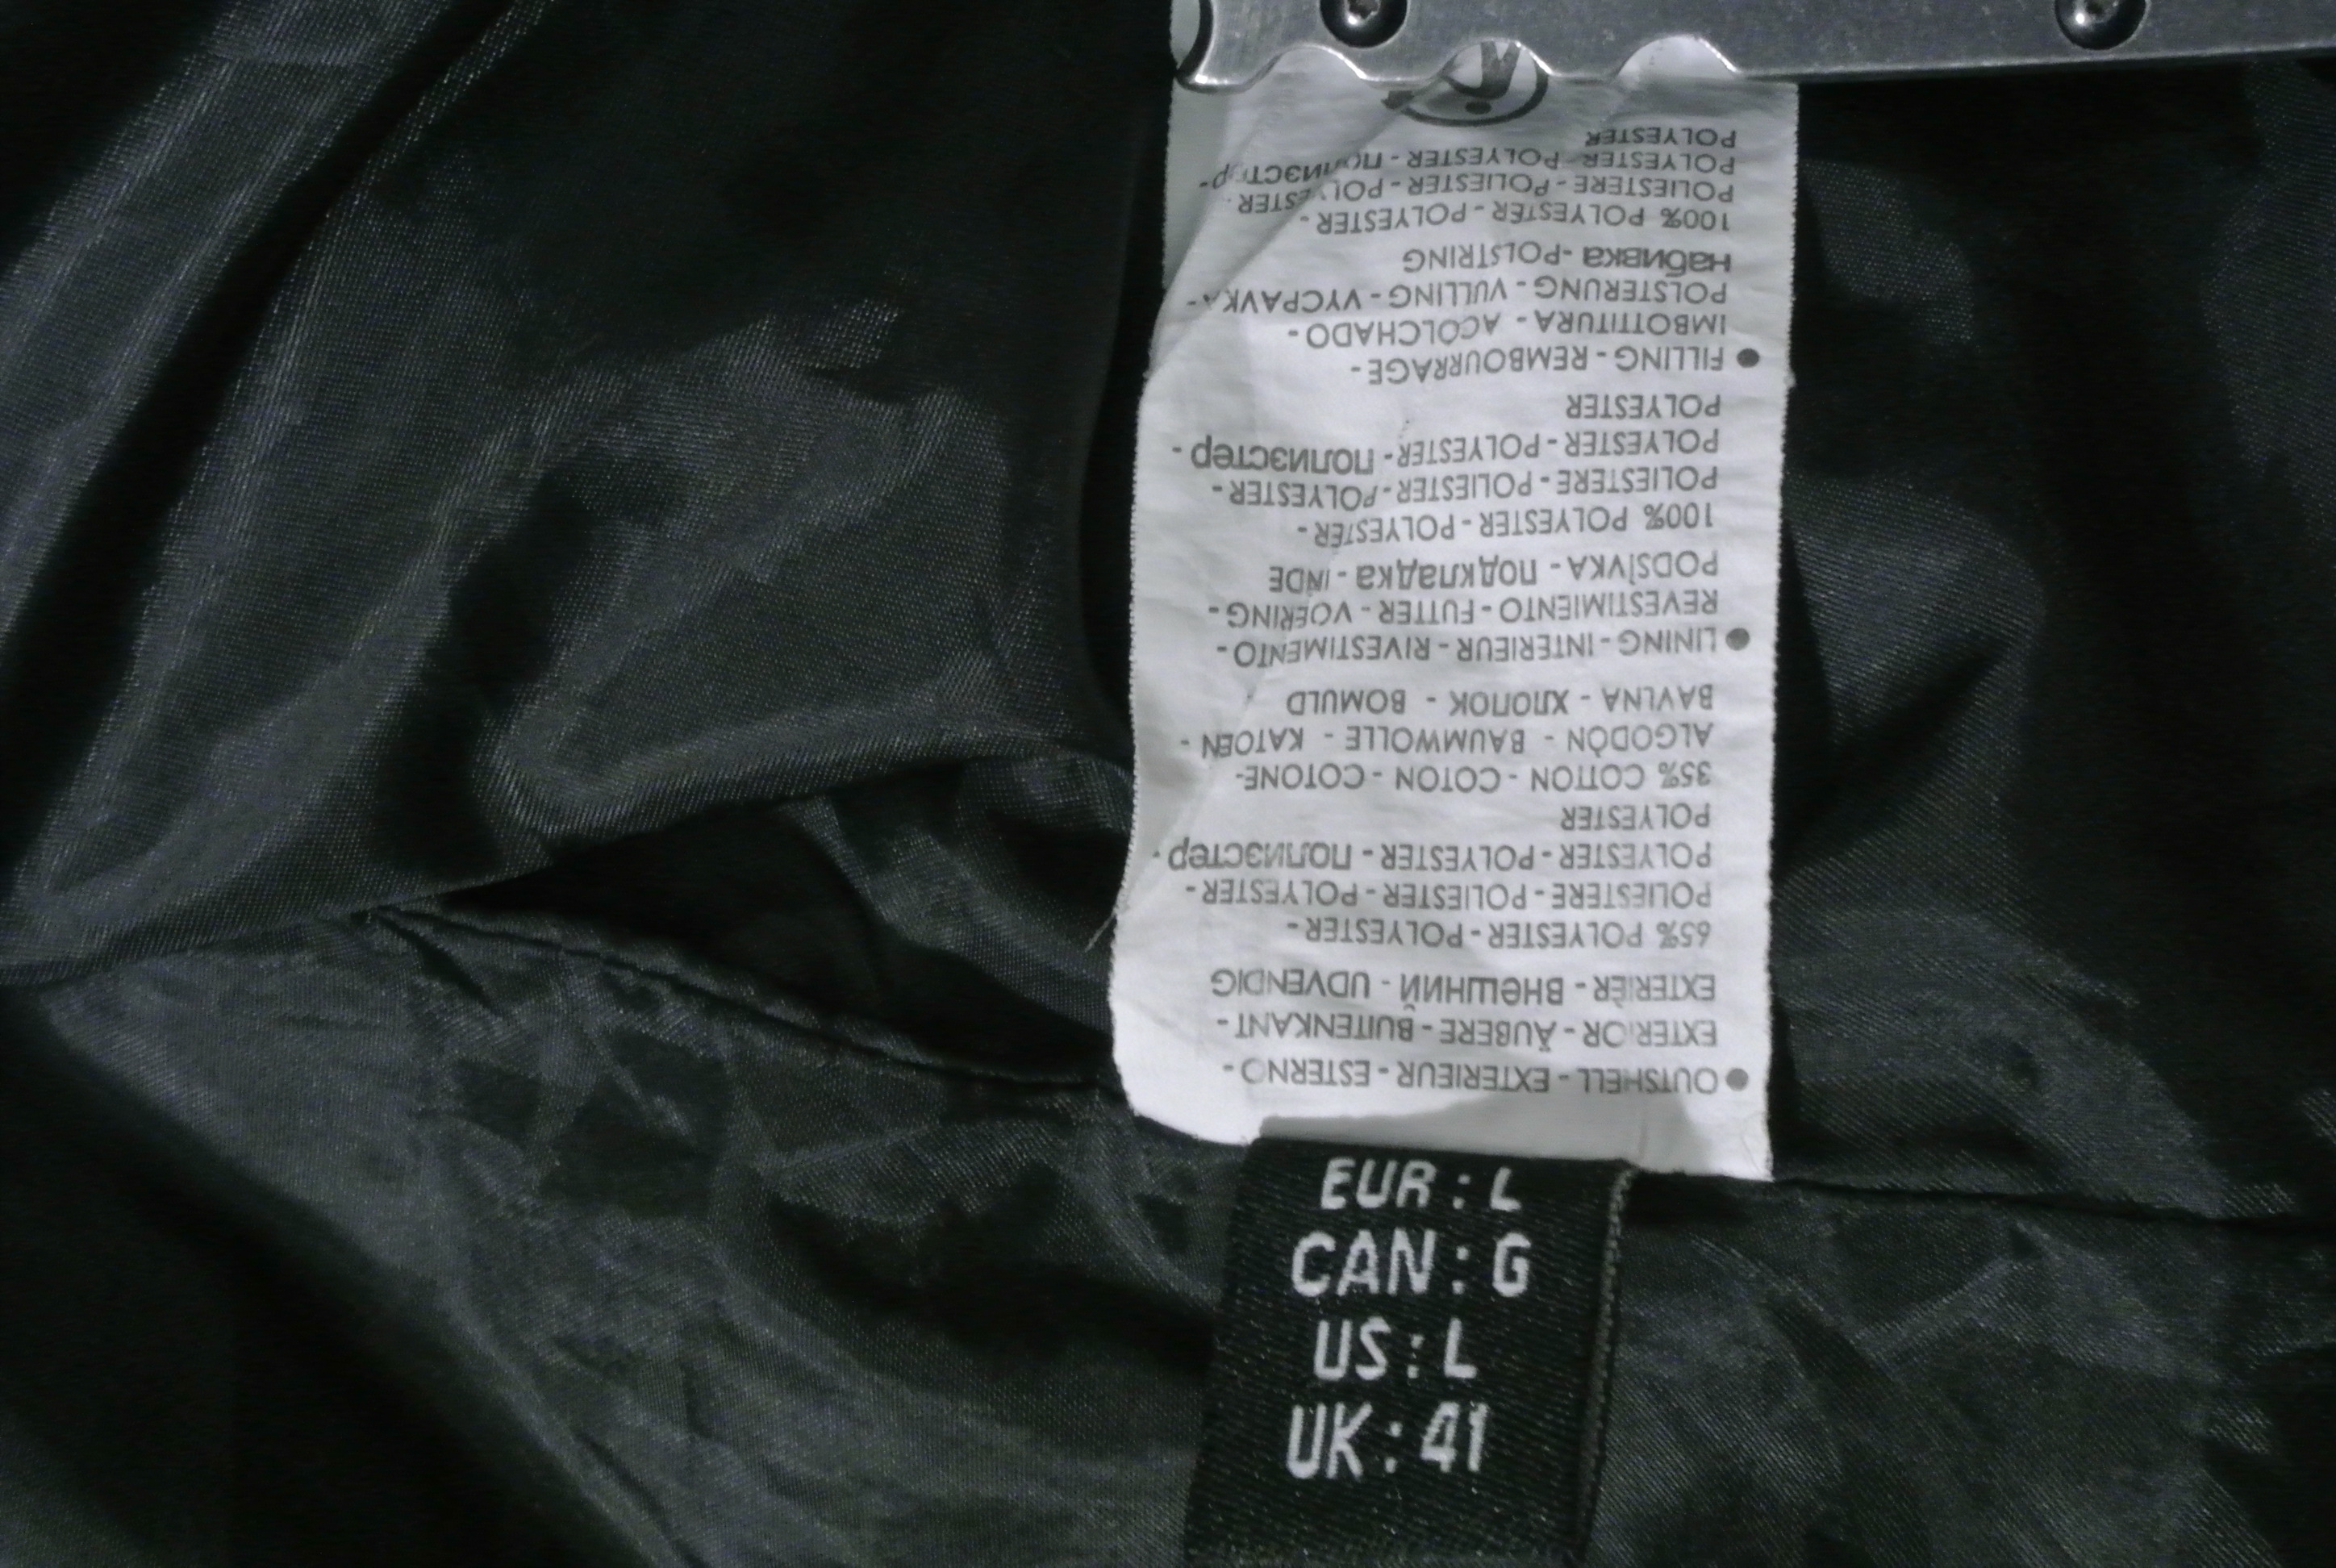 ● OUTSHELL - EXTERIEUR - ESTERNO -
EXTERIOR - ÄUBERE - BUITENKANT -
EXTERIÈR - ВНеШНИЙ - UDVENDIG
65% POLYESTER - POLYESTER -
POLIESTERE - POLIESTER - POLYESTER -
POLYESTER - POLYESTER - полиэстер -
POLYESTER
35% COTTON - COTON - COTONE-
ALGODÒN - BAUMWOLLE - KATOEN -
BAVLNA - ХЛОПОК - BOMULD
● LINING - INTERIEUR - RIVESTIMENTO -
REVESTIMIENTO - FUTTER - VOERING -
PODSÍVKA - подкладка - INDE
100% POLYESTER - POLYESTER -
POLIESTERE - POLIESTER - POLYESTER -
POLYESTER - POLYESTER - полиэстер -
POLYESTER
● FILLING - REMBOURRAGE -
IMBOTTITURA - ACOLCHADO -
POLSTERUNG - VULLING - VYCPAVKA -
набивка -POLSTRING
100% POLYESTER - POLYESTER -
POLIESTERE - POLIESTER - POLYESTER -
POLYESTER - POLYESTER - полиэстер -
POLYESTER
EUR : L
CAN : G
US : L
UK : 41